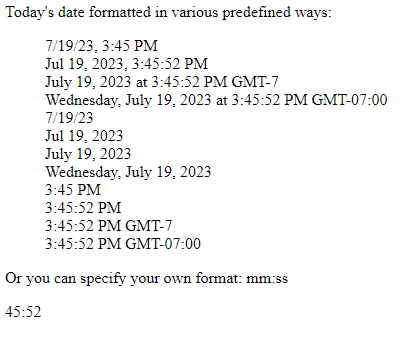 Today's date formatted in various predefined ways:
7/19/23, 3:45 PM
Jul 19, 2023, 3:45:52 PM
July 19, 2023 at 3:45:52 PM GMT-7
Wednesday, July 19, 2023 at 3:45:52 PM GMT-07:00
7/19/23
Jul 19, 2023
July 19, 2023
Wednesday, July 19, 2023
3:45 PM
3:45:52 PM
3:45:52 PM GMT-7
3:45:52 PM GMT-07:00
Or you can specify your own format: mm:ss
45:52